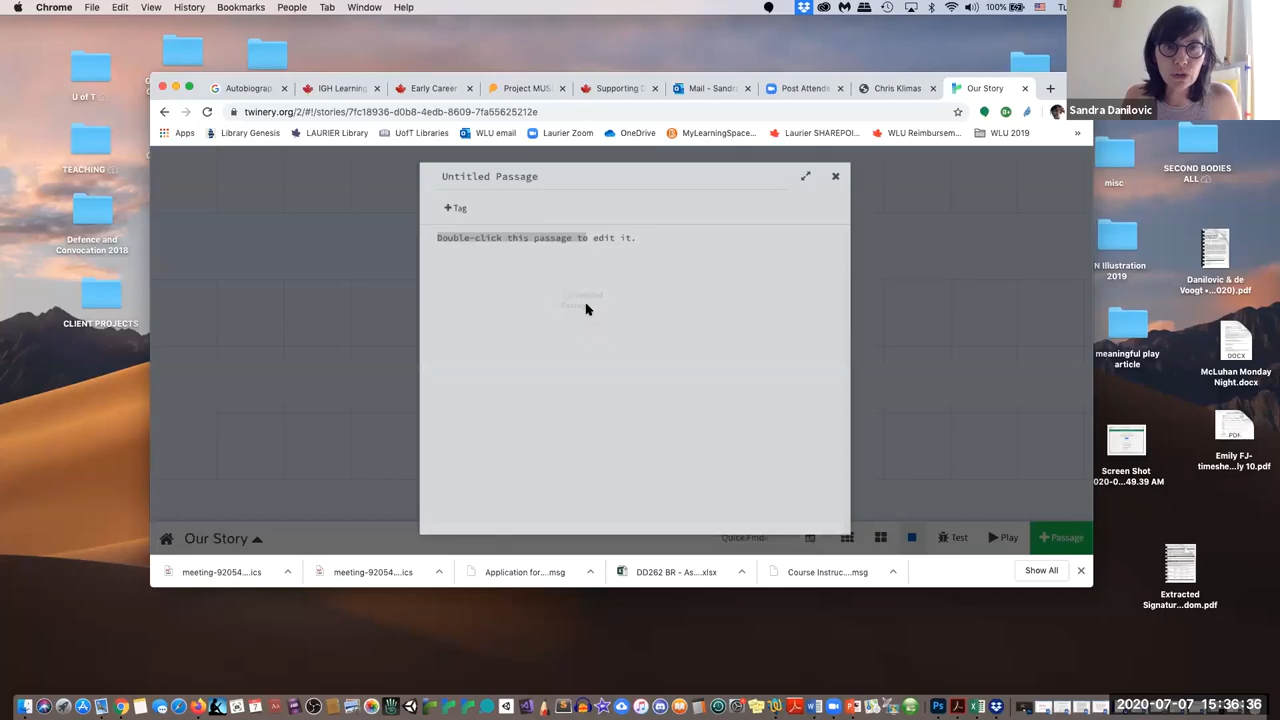 Chrome File Edit View History Bookmarks People Tab Window Help
100%
U of T
TEACHING
Defence and
Convocation 2018
CLIENT PROJECTS
Autobiograp
IGH Learning
Early Career
Project MUS
Supporting D
Mail - Sandra
Post Attende
Chris Klimas
Our Story
twinery.org/2/#!/stories/7fc18936-d0b8-4edb-8609-7fa55625212e
Apps
Library Genesis
LAURIER Library
UofT Libraries
WLU email
Laurier Zoom
OneDrive
MyLearningSpace...
Laurier SHAREPOI...
WLU Reimbursem...
WLU 2019
»
Untitled Passage
+Tag
Double-click this passage to edit it.
Our Story
Quick Find
Test
Play
+Passage
meeting-92054....ics
meeting-92054....ics
Application for....msg
DD262 BR - As....xlsx
Course Instruc....msg
Show All
Sandra Danilovic
misc
SECOND BODIES
ALL
N Illustration
2019
Danilovic & de
Voogt •...020).pdf
meaningful play
article
McLuhan Monday
Night.docx
DOCX
PDF
Emily FJ-
timeshe...ly 10.pdf
Screen Shot
020-0...49.39 AM
Extracted
Signatur...dom.pdf
2020-07-07 15:36:36